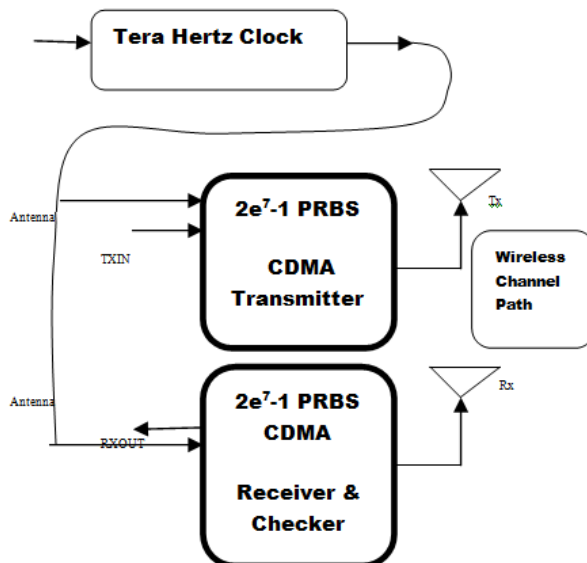 Tera Hertz Clock
Antenna
TXIN
2e⁷-1 PRBS
CDMA
Transmitter
Tx
Wireless
Channel
Path
Antenna
RXOUT
2e⁷-1 PRBS
CDMA
Receiver &
Checker
Rx